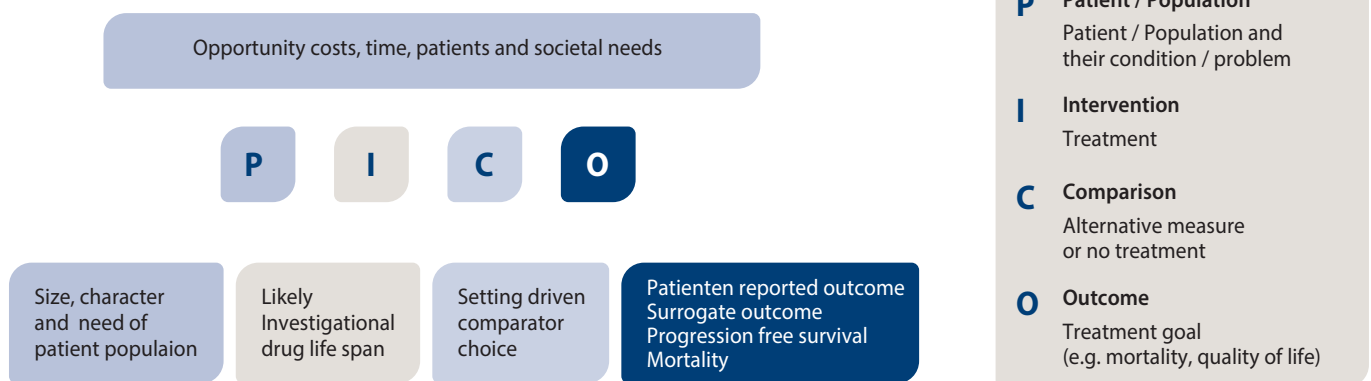 Opportunity costs, time, patients and societal needs
P
I
C
O
Size, character
and need of
patient populaion
Likely
Investigational
drug life span
Setting driven
comparator
choice
Patienten reported outcome
Surrogate outcome
Progression free survival
Mortality
P Patient / Population
Patient / Population and
their condition / problem
I Intervention
Treatment
C Comparison
Alternative measure
or no treatment
O Outcome
Treatment goal
(e.g. mortality, quality of life)